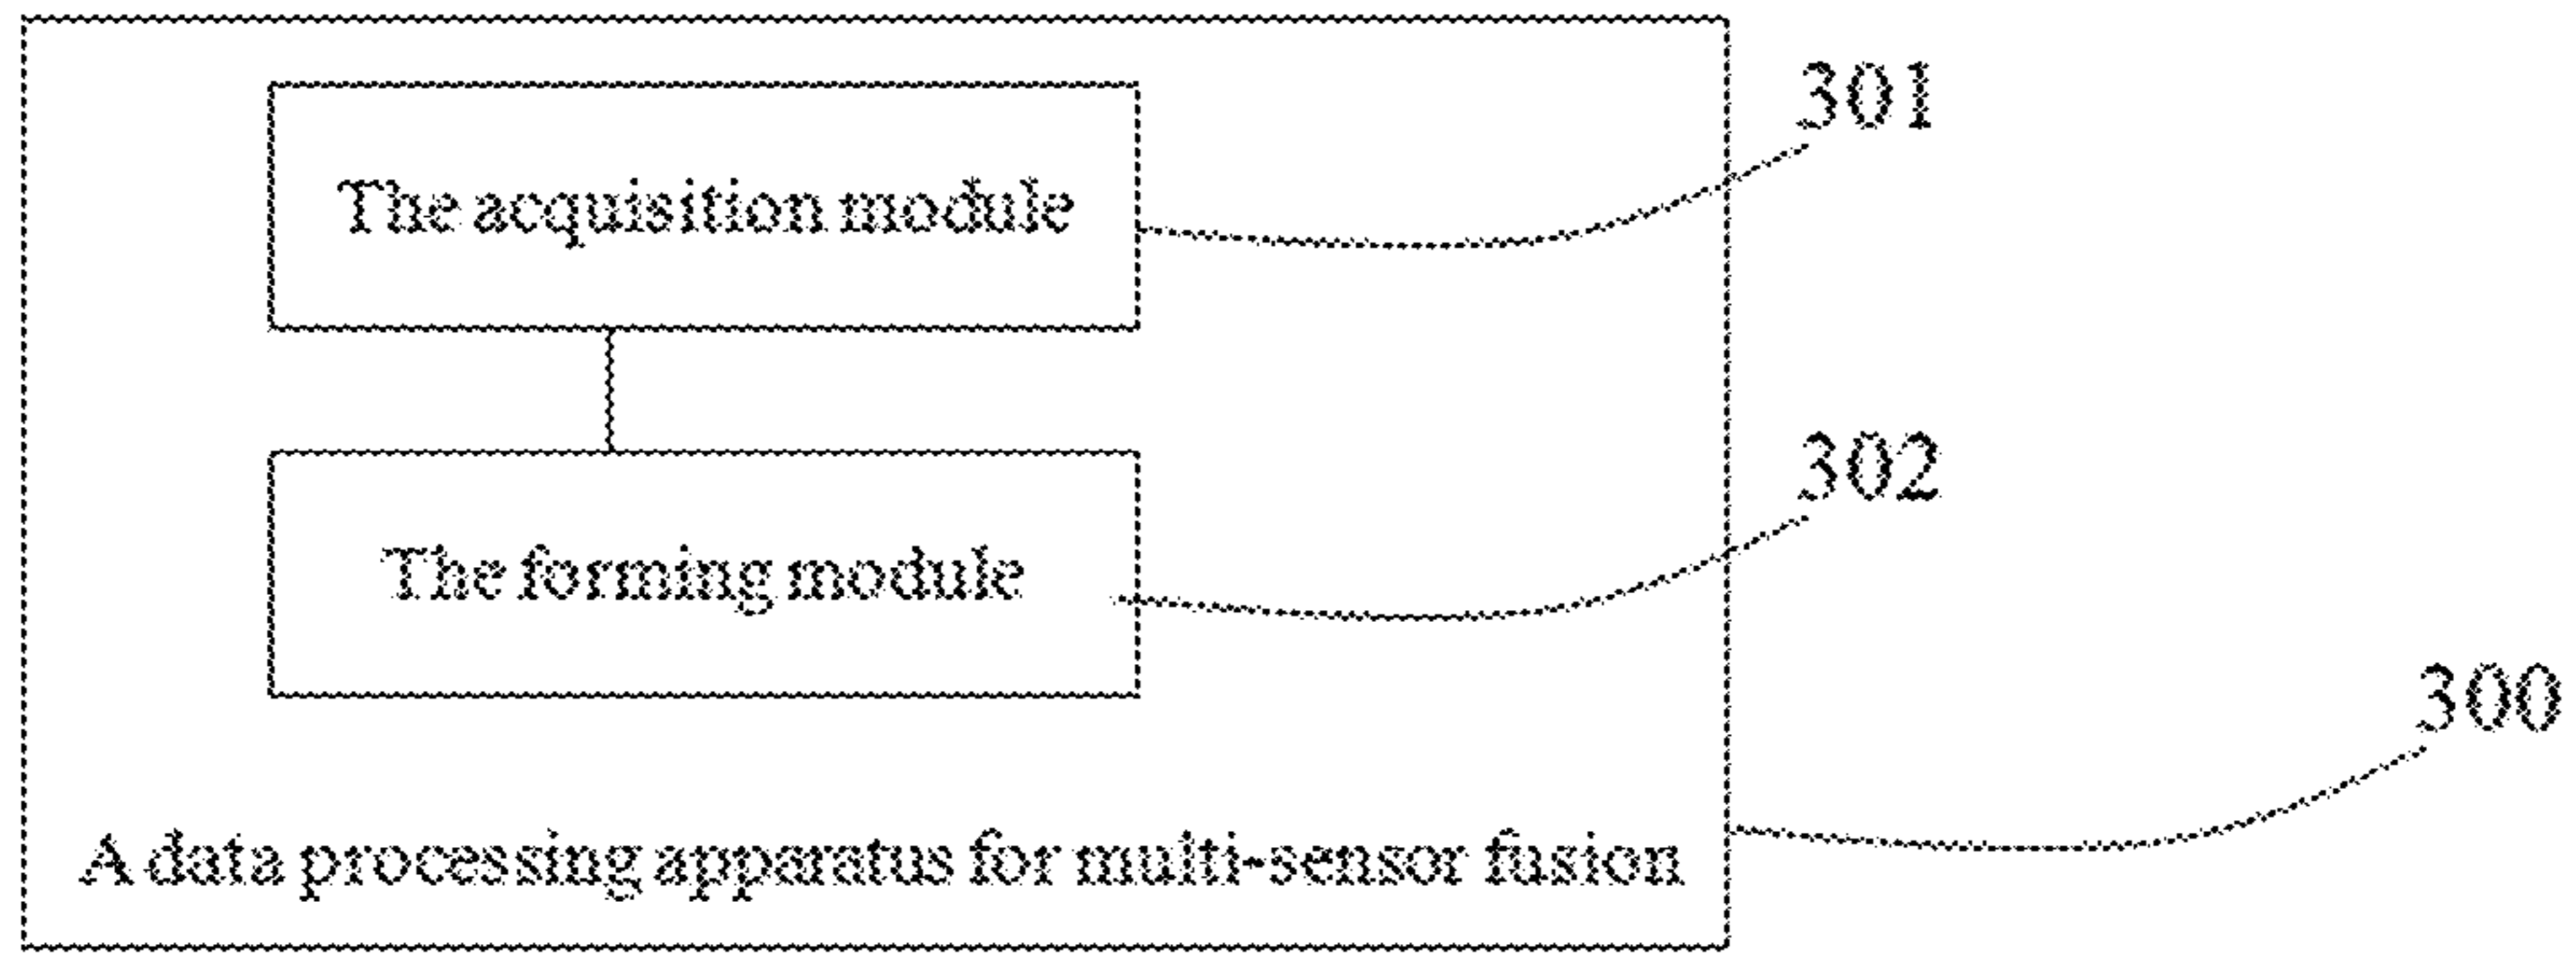 301
The acquisition module
302
The forming module
300
A data processing apparatus for multi-sensor fusion